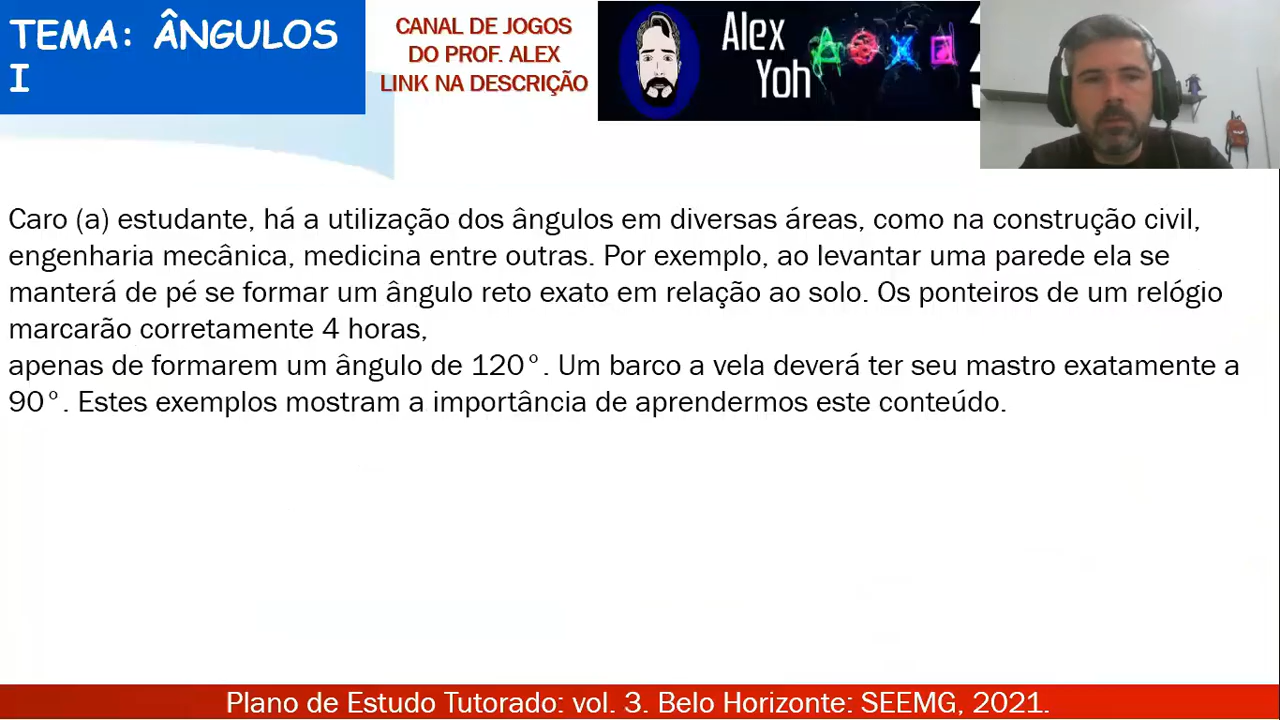 TEMA: ÂNGULOS
I
CANAL DE JOGOS
DO PROF. ALEX
LINK NA DESCRIÇÃO
Alex
Yoh
Caro (a) estudante, há a utilização dos ângulos em diversas áreas, como na construção civil,
engenharia mecânica, medicina entre outras. Por exemplo, ao levantar uma parede ela se
manterá de pé se formar um ângulo reto exato em relação ao solo. Os ponteiros de um relógio
marcarão corretamente 4 horas,
apenas de formarem um ângulo de 120°. Um barco a vela deverá ter seu mastro exatamente a
90°. Estes exemplos mostram a importância de aprendermos este conteúdo.
Plano de Estudo Tutorado: vol. 3. Belo Horizonte: SEEMG, 2021.